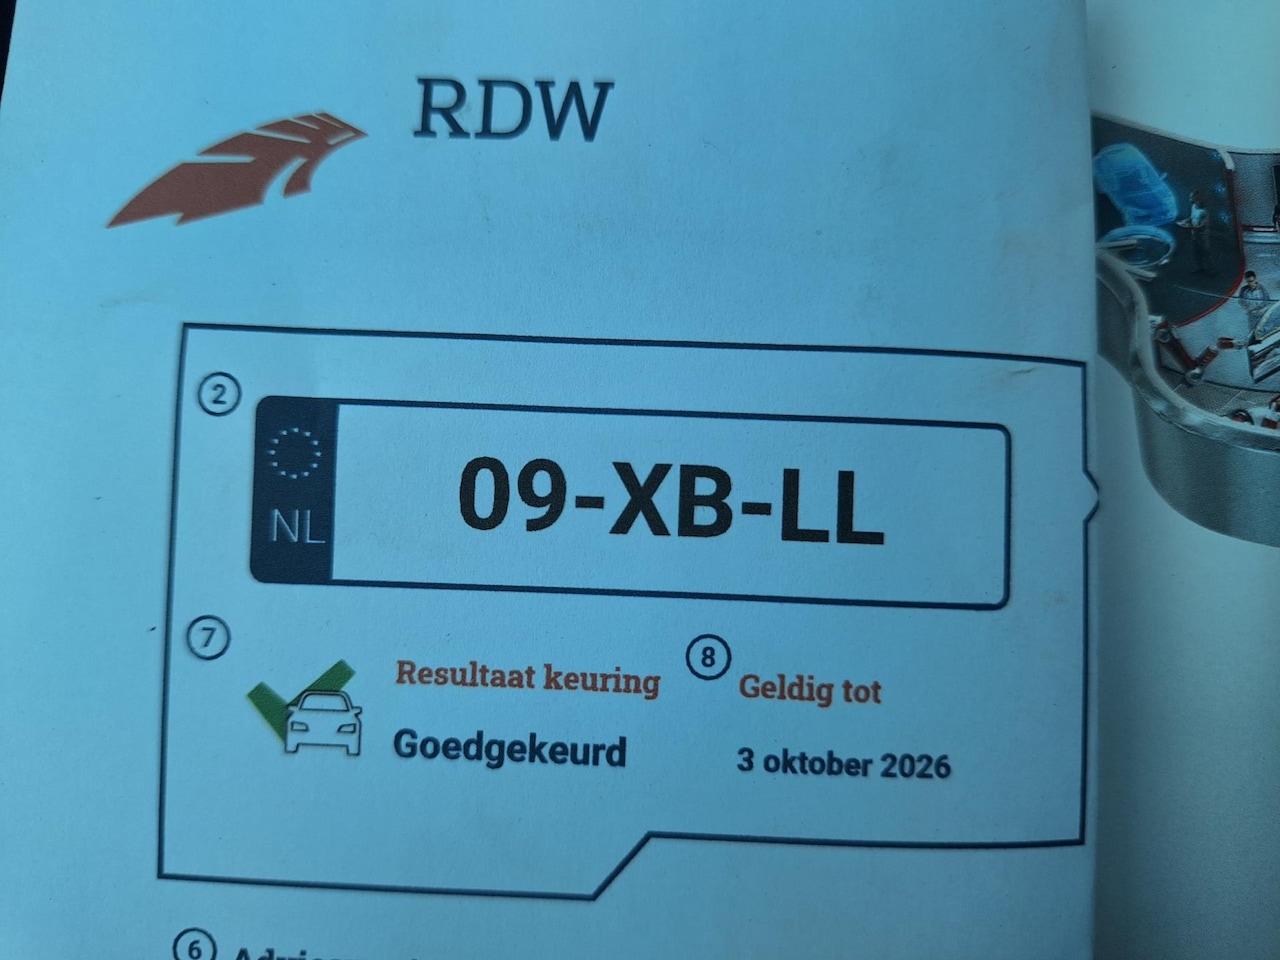 RDW
2
NL
09-XB-LL
7
Resultaat keuring
8
Geldig tot
Goedgekeurd
3 oktober 2026
6